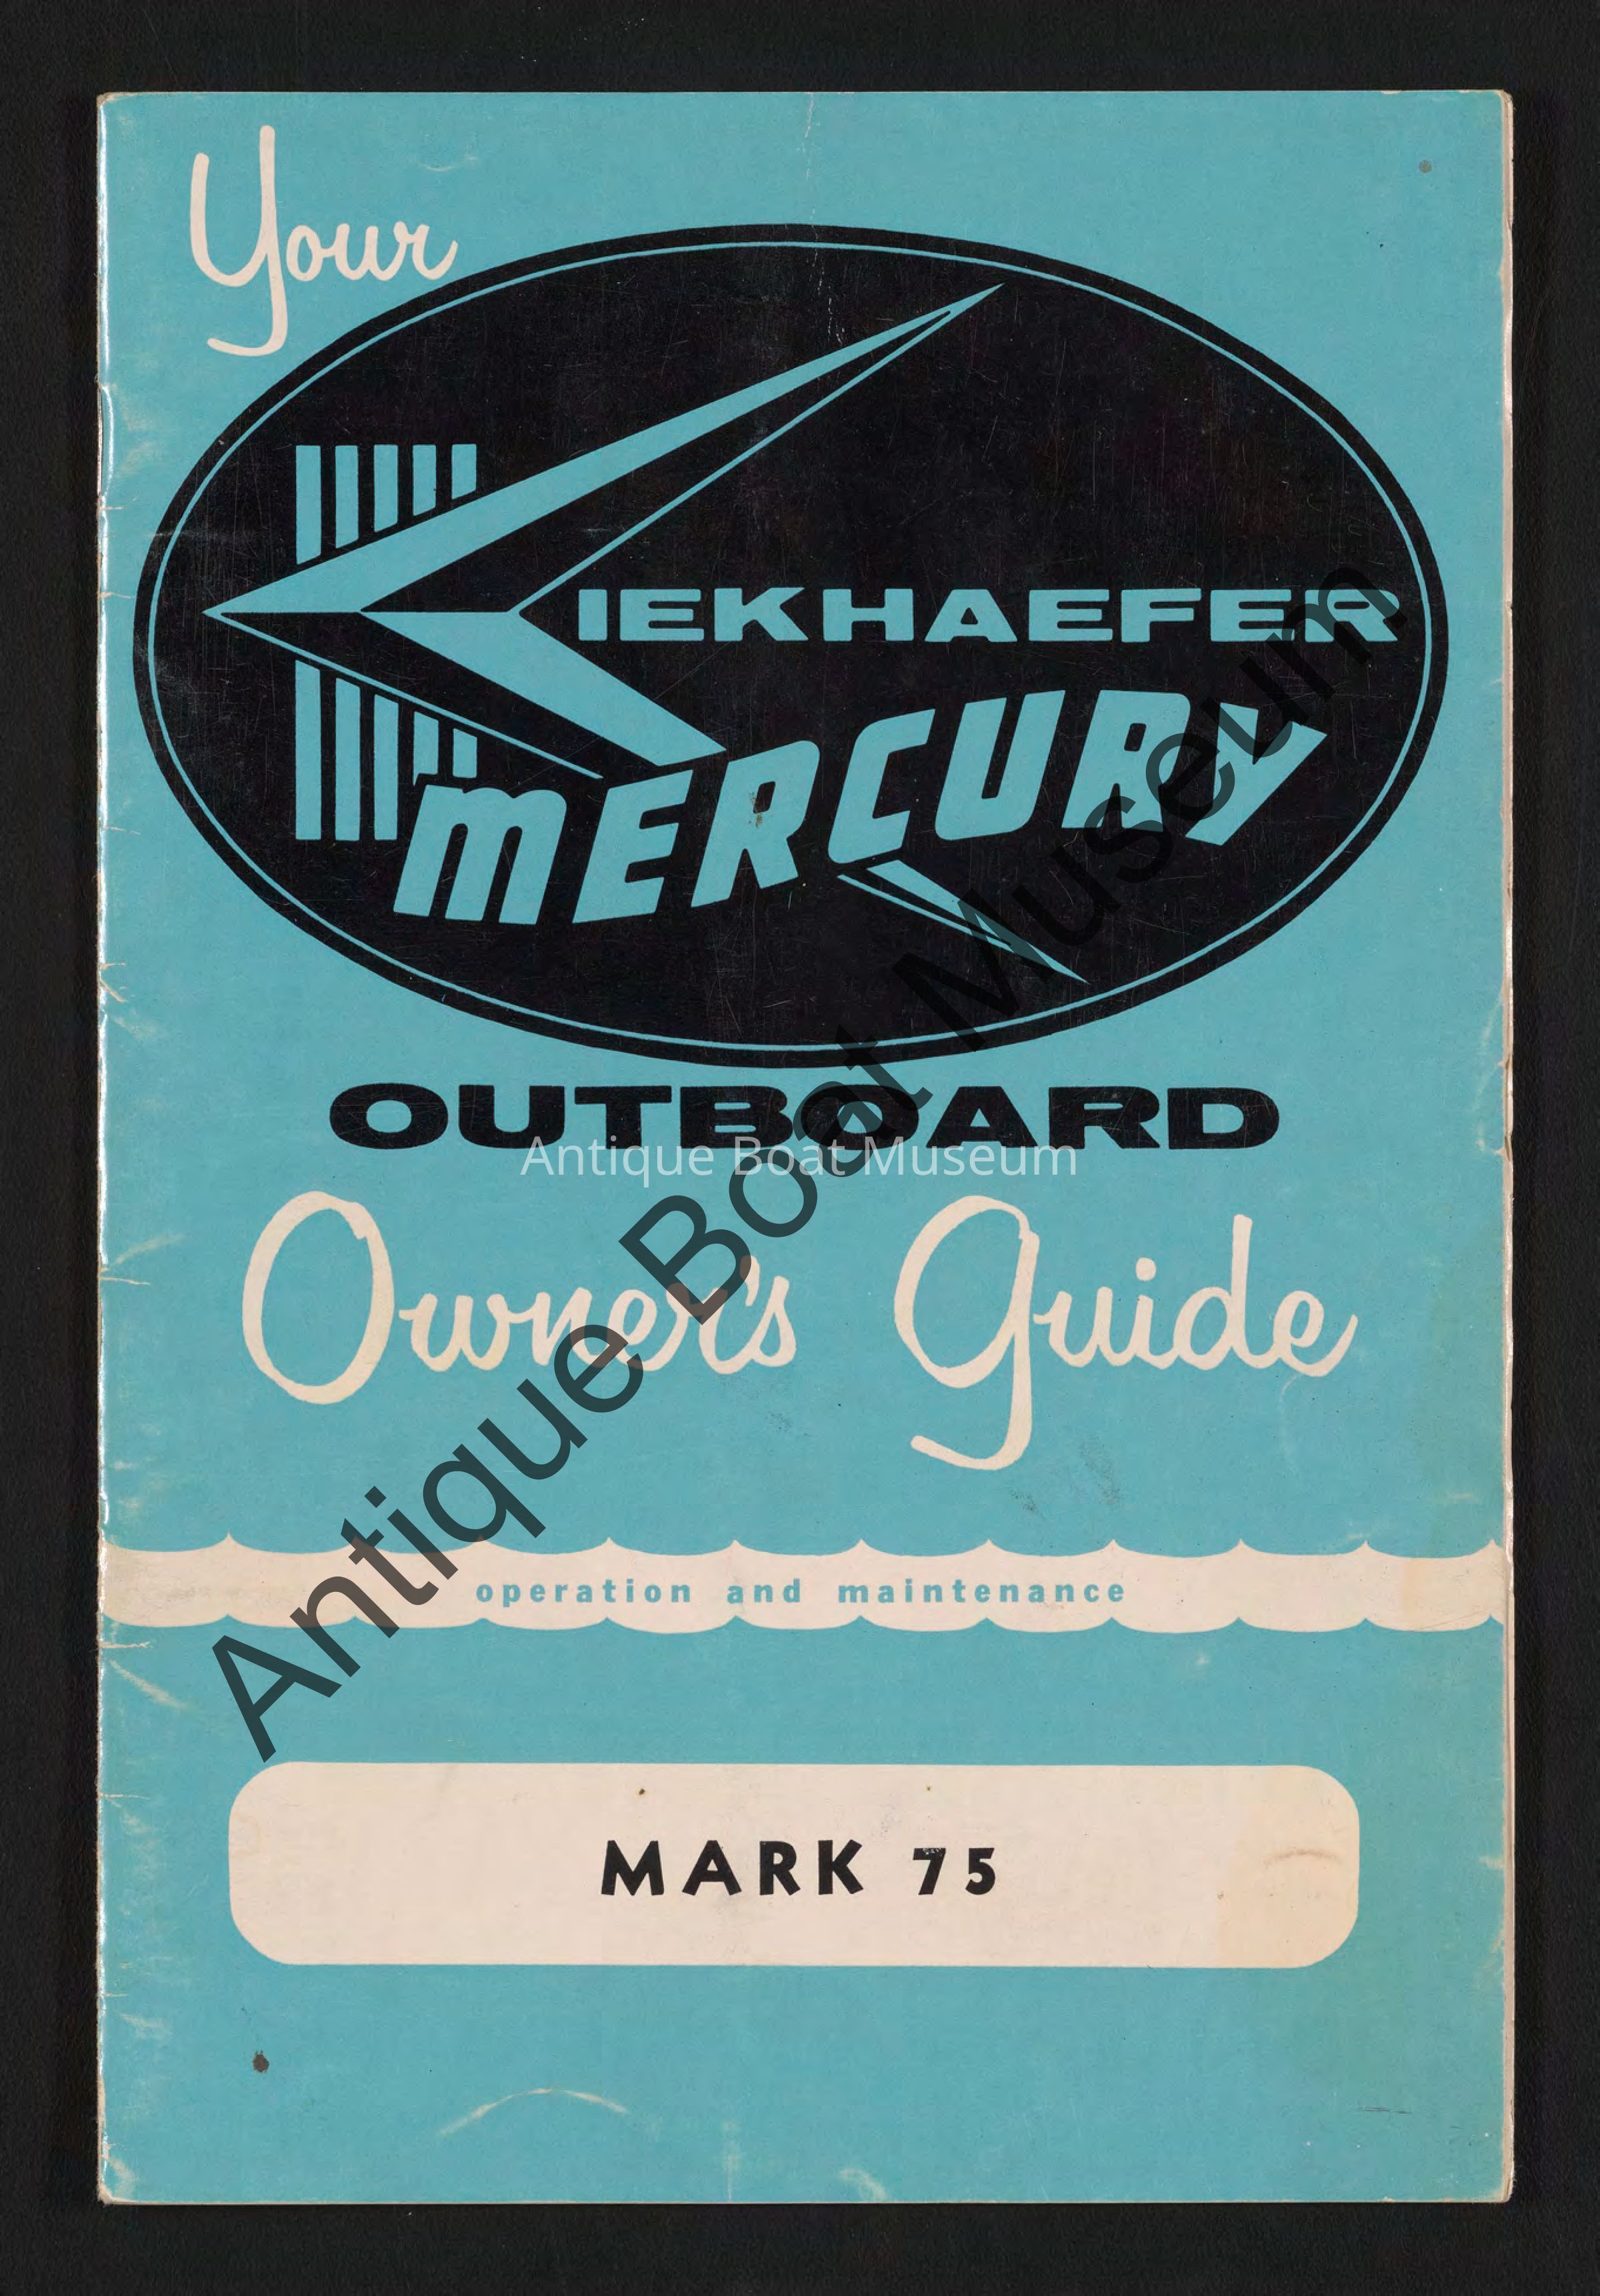 Your
KIEKHAEFER
MERCURY
OUTBOARD
Antique Boat Museum
Owner's Guide
operation and maintenance
MARK 75
Antique Boat Museum